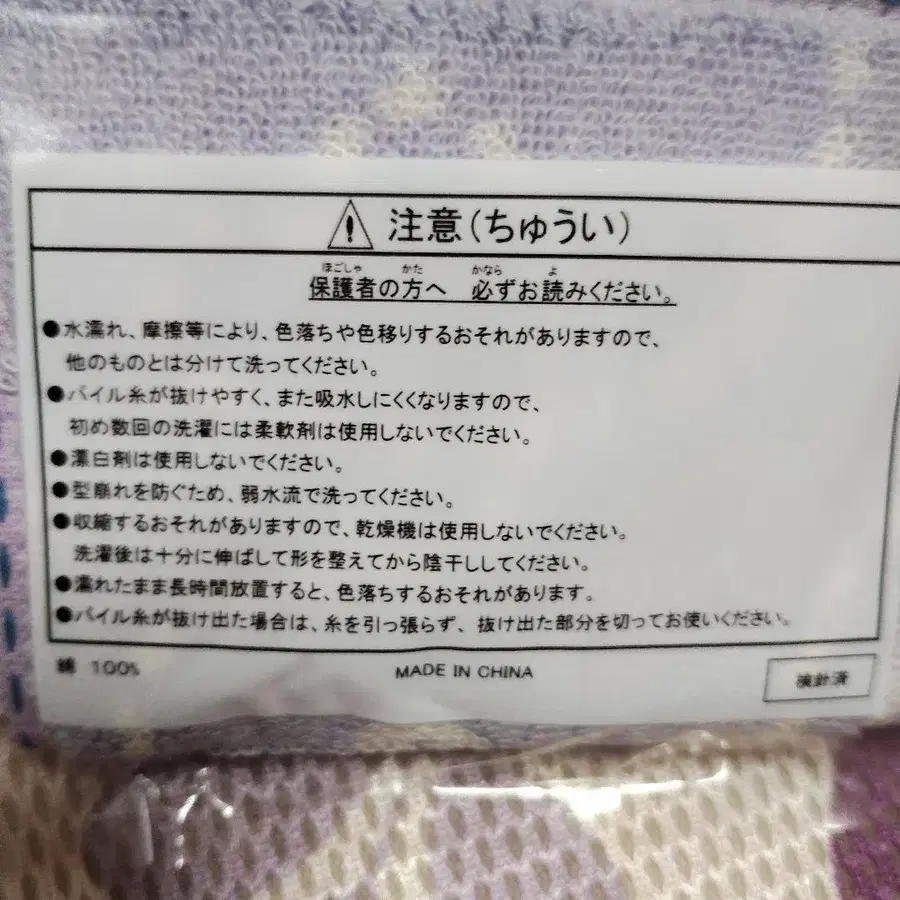 注意(ちゅうい)
保護者の方へ 必ずお読みください。
●水濡れ、摩擦等により、色落ちや色移りするおそれがありますので、
他のものとは分けて洗ってください。
●パイル糸が抜けやすく、また吸水しにくくなりますので、
初め数回の洗濯には柔軟剤は使用しないでください。
●漂白剤は使用しないでください。
●型崩れを防ぐため、弱水流で洗ってください。
●収縮するおそれがありますので、乾燥機は使用しないでください。
洗濯後は十分に伸ばして形を整えてから陰干ししてください。
●濡れたまま長時間放置すると、色落ちするおそれがあります。
●パイル糸が抜け出た場合は、糸を引っ張らず、抜け出た部分を切ってお使いください。
綿 100%
MADE IN CHINA
検針済